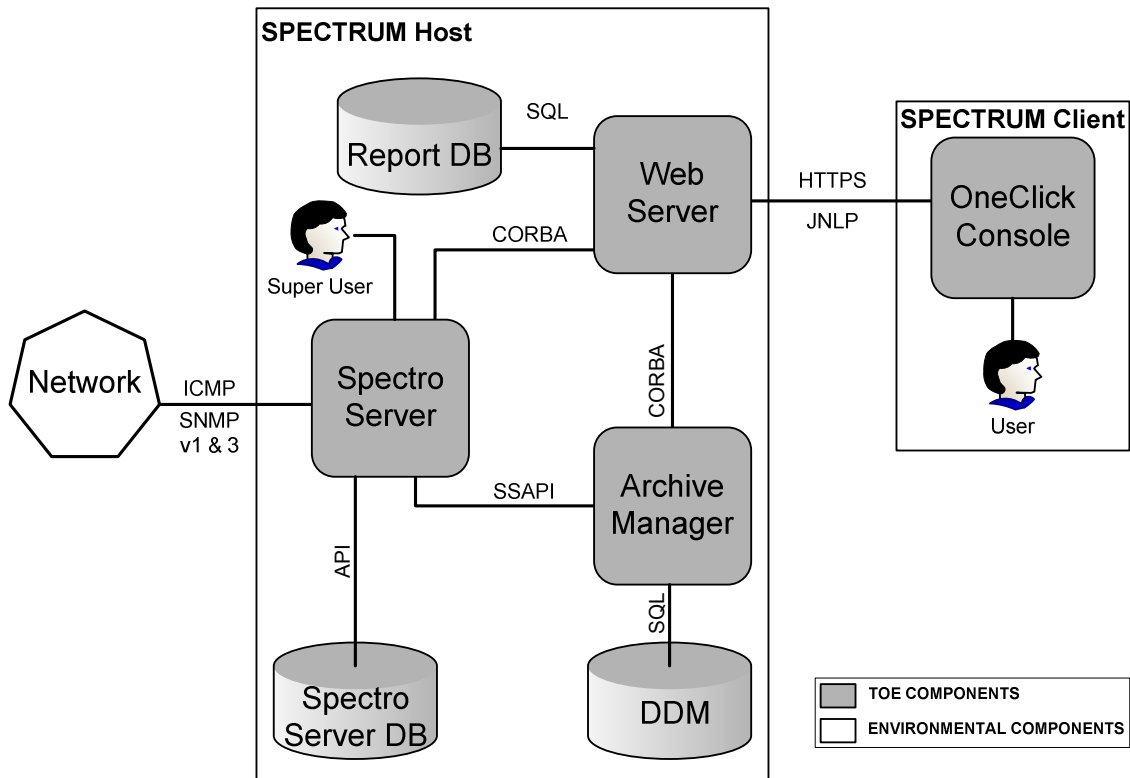 SPECTRUM Host
SQL
Report DB
Web
Server
SPECTRUM Client
OneClick
Console
HTTPS
JNLP
CORBA
Super User
Network
ICMP
SNMP
v1 & 3
Spectro
Server
CORBA
User
SSAPI
Archive
Manager
API
SQL
Spectro
Server DB
DDM
TOE COMPONENTS
ENVIRONMENTAL COMPONENTS